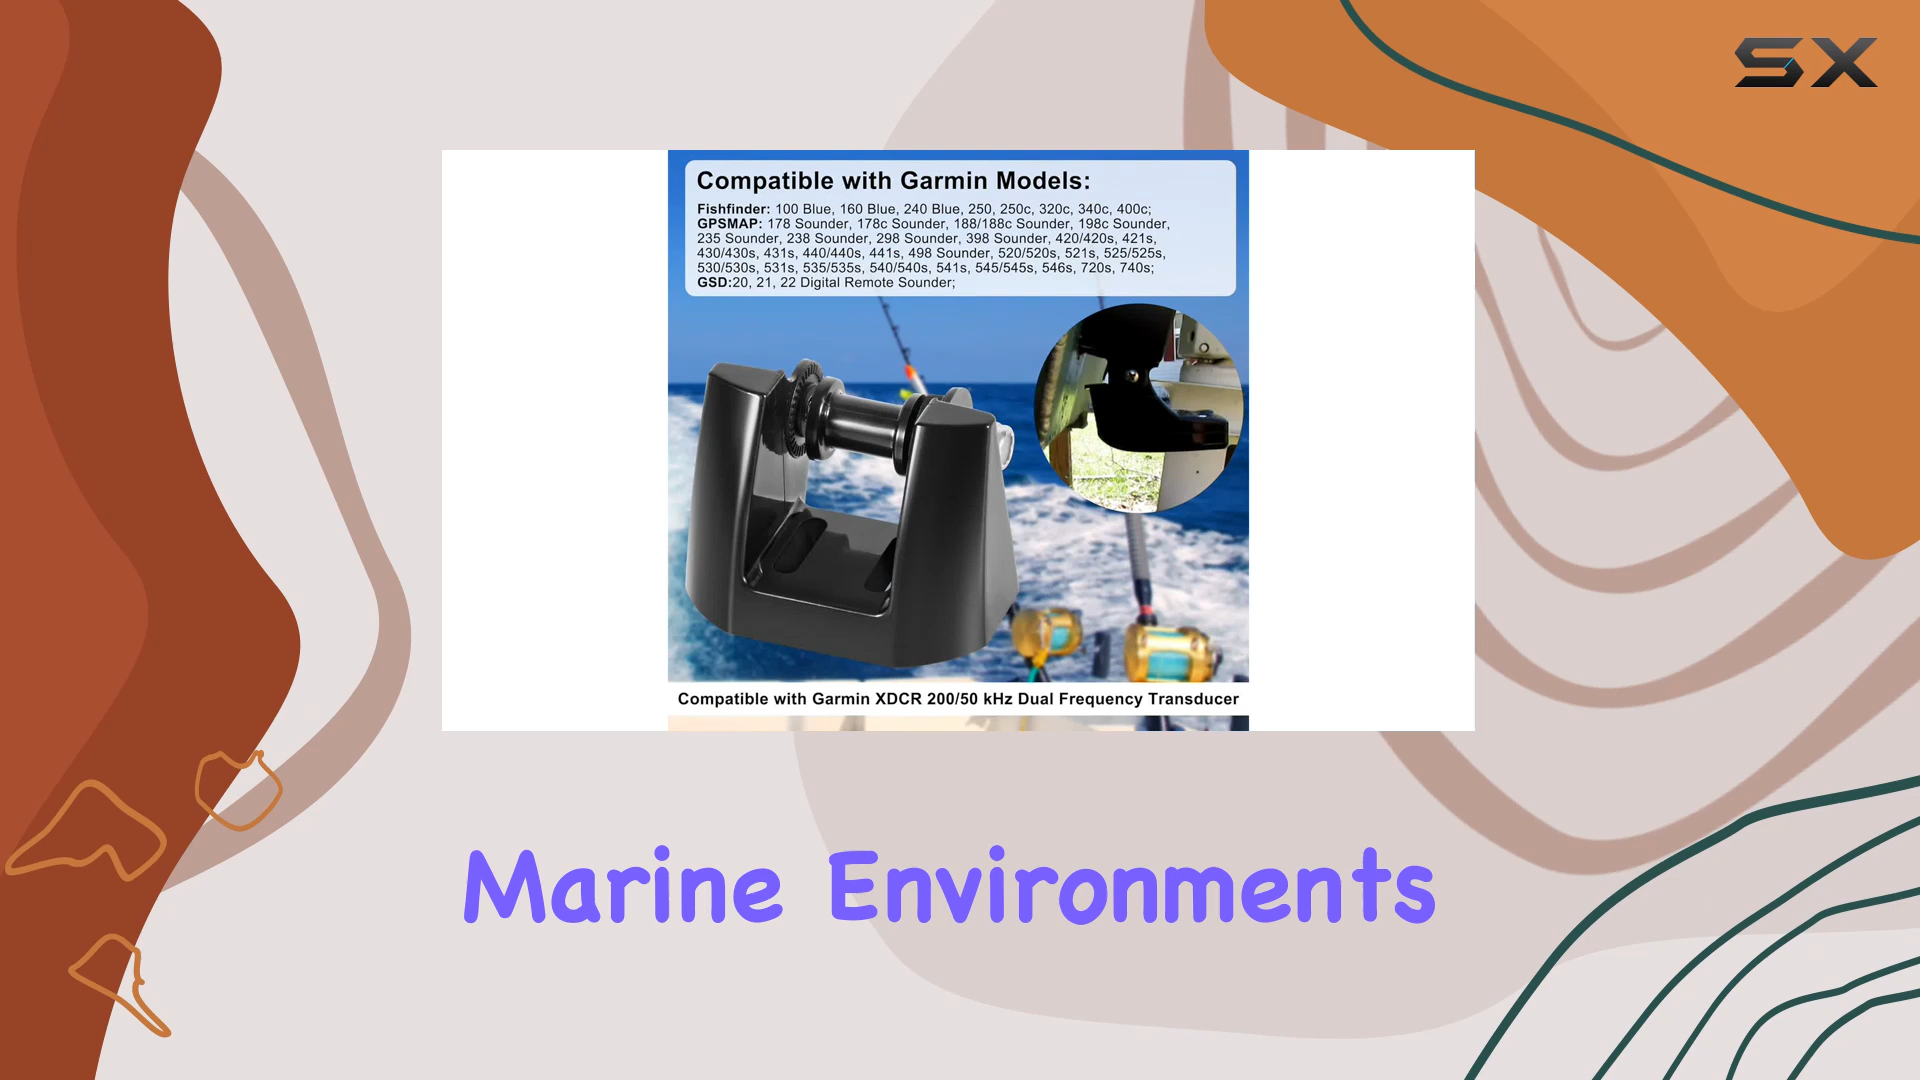 SX
Compatible with Garmin Models:
Fishfinder: 100 Blue, 160 Blue, 240 Blue, 250, 250c, 320c, 340c, 400c;
GPSMAP: 178 Sounder, 178c Sounder, 188/188c Sounder, 198c Sounder,
235 Sounder, 238 Sounder, 298 Sounder, 398 Sounder, 420/420s, 421s,
430/430s, 431s, 440/440s, 441s, 498 Sounder, 520/520s, 521s, 525/525s,
530/530s, 531s, 535/535s, 540/540s, 541s, 545/545s, 546s, 720s, 740s;
GSD:20, 21, 22 Digital Remote Sounder;
Compatible with Garmin XDCR 200/50 kHz Dual Frequency Transducer
Marine Environments